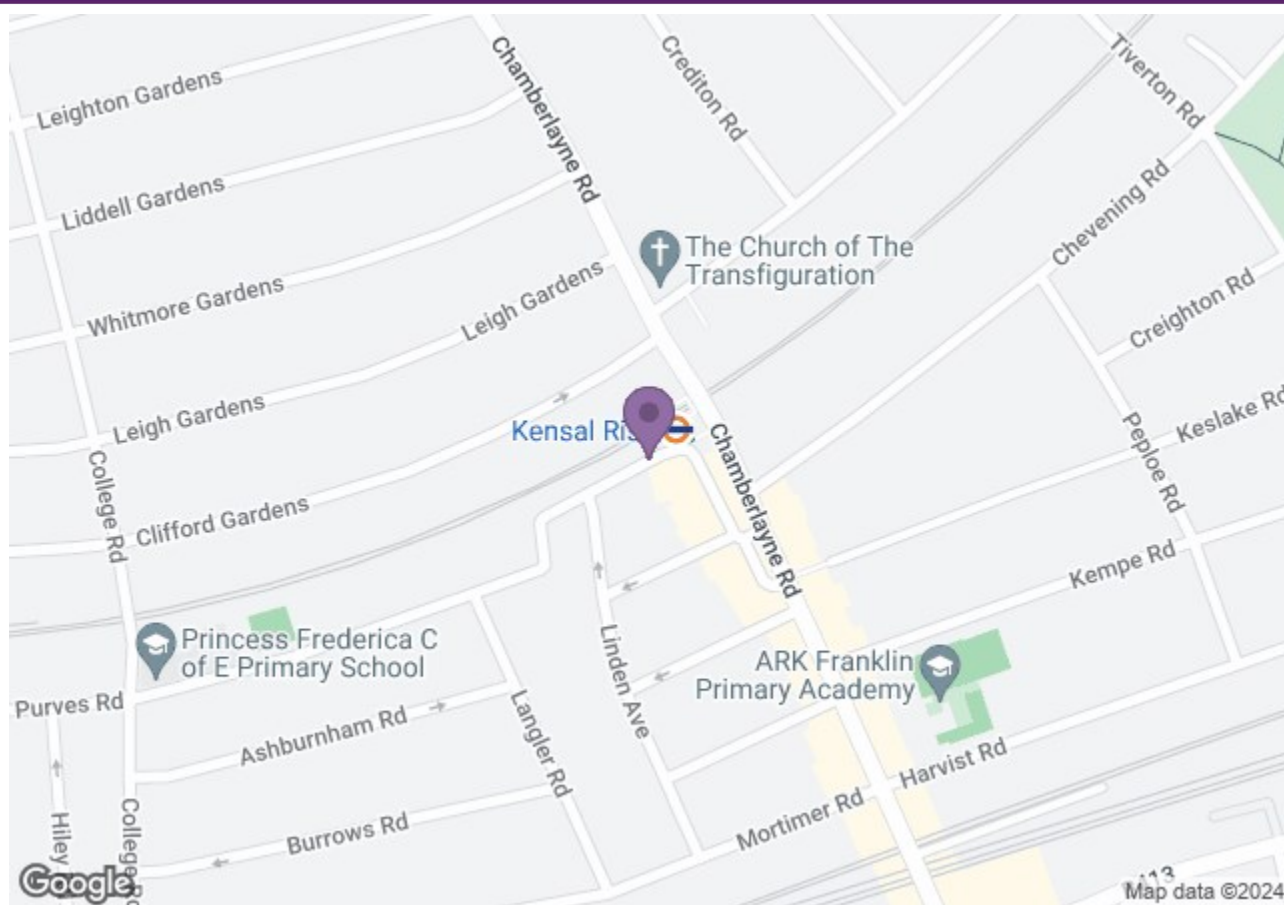 Leighton Gardens
Chamberlayne Rd
Crediton Rd
Tiverton Rd
Liddell Gardens
Chevening Rd
The Church of The
Transfiguration
Whitmore Gardens
Leigh Gardens
Creighton Rd
Leigh Gardens
Kensal
Chamberlayne Rd
Keslake Rd
Peploe Rd
College Rd
Clifford Gardens
Kempe Rd
Princess Frederica C
of E Primary School
Linden Ave
ARK Franklin
Primary Academy
Purves Rd
Ashburnham Rd
Langler Rd
Harvist Rd
Mortimer Rd
Burrows Rd
Hiley
College
Google
Map data ©2024